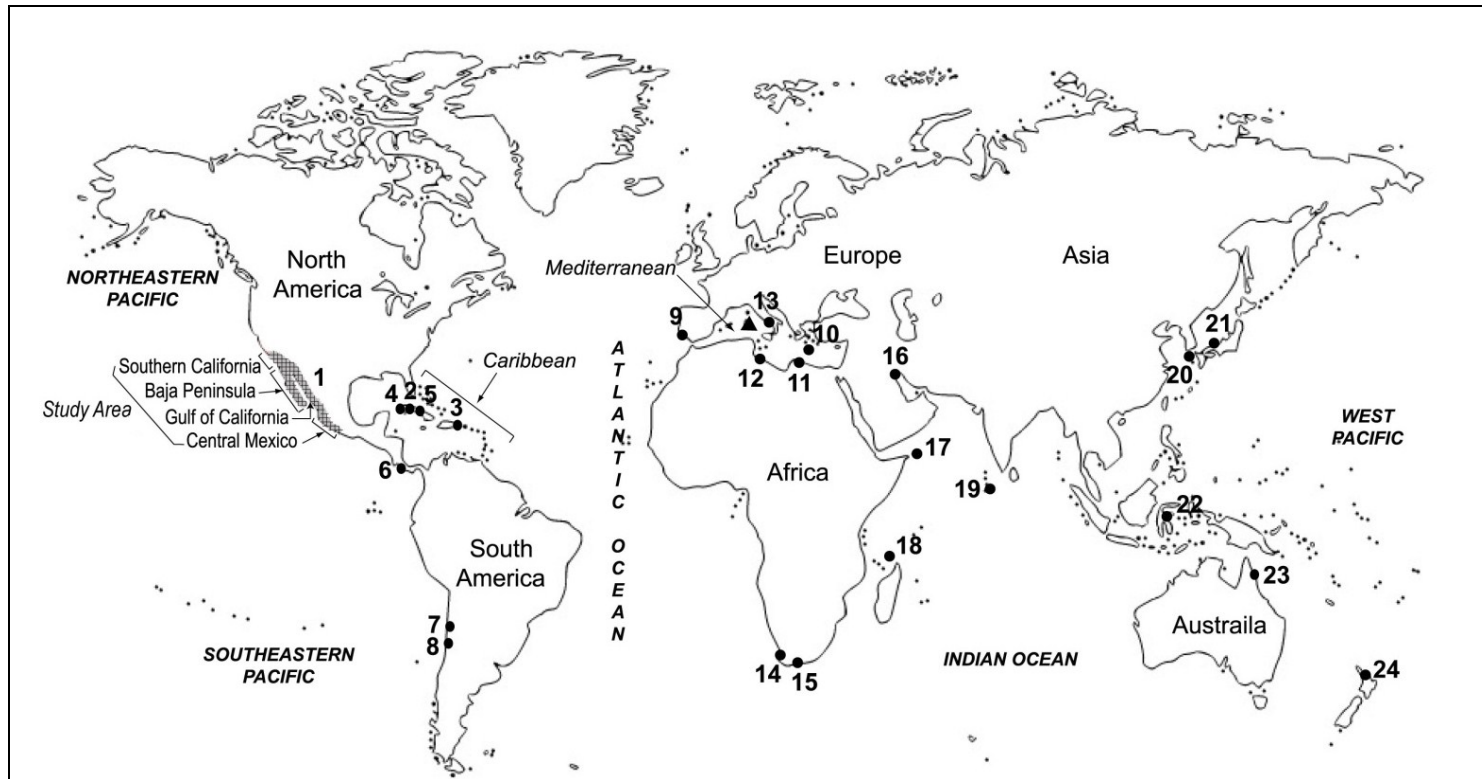 North
America
Europe
Asia
Mediterranean
NORTHEASTERN
PACIFIC
13
9
10
21
16
20
12
11
Southern California
1
Baja Peninsula
Study Area
Gulf of California
Central Mexico
4
2
5
3
Caribbean
ATLANTIC OCEAN
WEST
PACIFIC
17
Africa
19
6
22
18
South
America
23
Austraila
7
8
SOUTHEASTERN
PACIFIC
14
15
INDIAN OCEAN
24